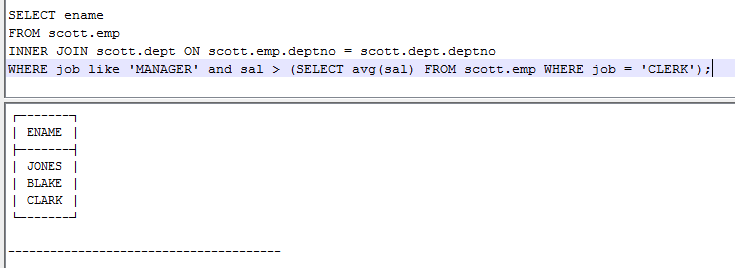 SELECT ename
FROM scott.emp
INNER JOIN scott.dept ON scott.emp.deptno = scott.dept.deptno
WHERE job like 'MANAGER' and sal > (SELECT avg(sal) FROM scott.emp WHERE job = 'CLERK');
ENAME
JONES
BLAKE
CLARK